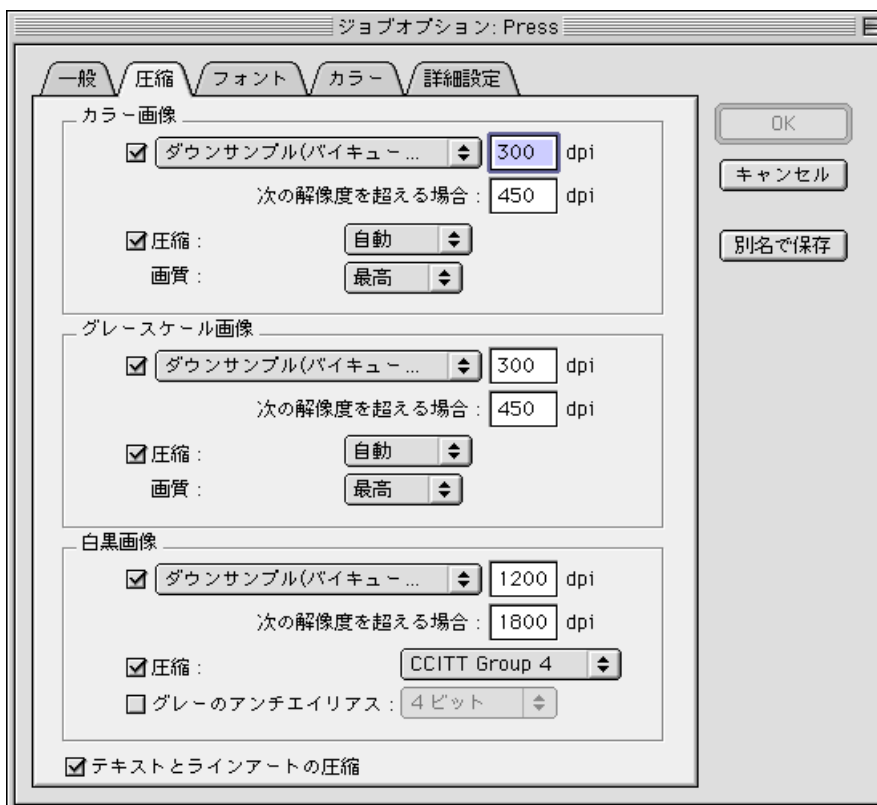 ジョブオプション: Press
一般 圧縮 フォント カラー 詳細設定
カラー画像
ダウンサンプル(バイキュー... 300 dpi
次の解像度を超える場合 : 450 dpi
圧縮 : 自動
画質 : 最高
グレースケール画像
ダウンサンプル(バイキュー... 300 dpi
次の解像度を超える場合 : 450 dpi
圧縮 : 自動
画質 : 最高
白黒画像
ダウンサンプル(バイキュー... 1200 dpi
次の解像度を超える場合 : 1800 dpi
圧縮 : CCITT Group 4
グレーのアンチエイリアス : 4 ビット
テキストとラインアートの圧縮
OK
キャンセル
別名で保存